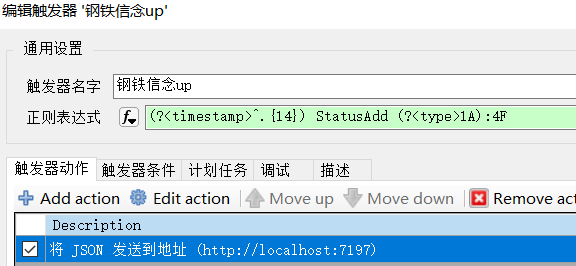 编辑触发器 '钢铁信念up'
通用设置
触发器名字 钢铁信念up
正则表达式 f (?<timestamp>^.{14}) StatusAdd (?<type>1A):4F
触发器动作 触发器条件 计划任务 调试 描述
Add action Edit action Move up Move down Remove act
Description
将 JSON 发送到地址 (http://localhost:7197)